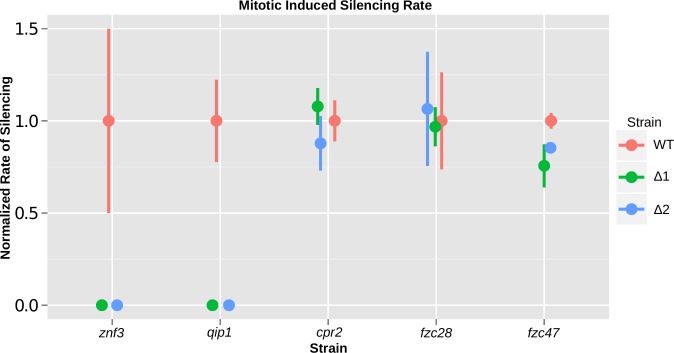 Mitotic Induced Silencing Rate
Normalized Rate of Silencing
1.5
1.0
0.5
0.0
znf3 qip1 cpr2 fzc28 fzc47
Strain
Strain
WT
Δ1
Δ2